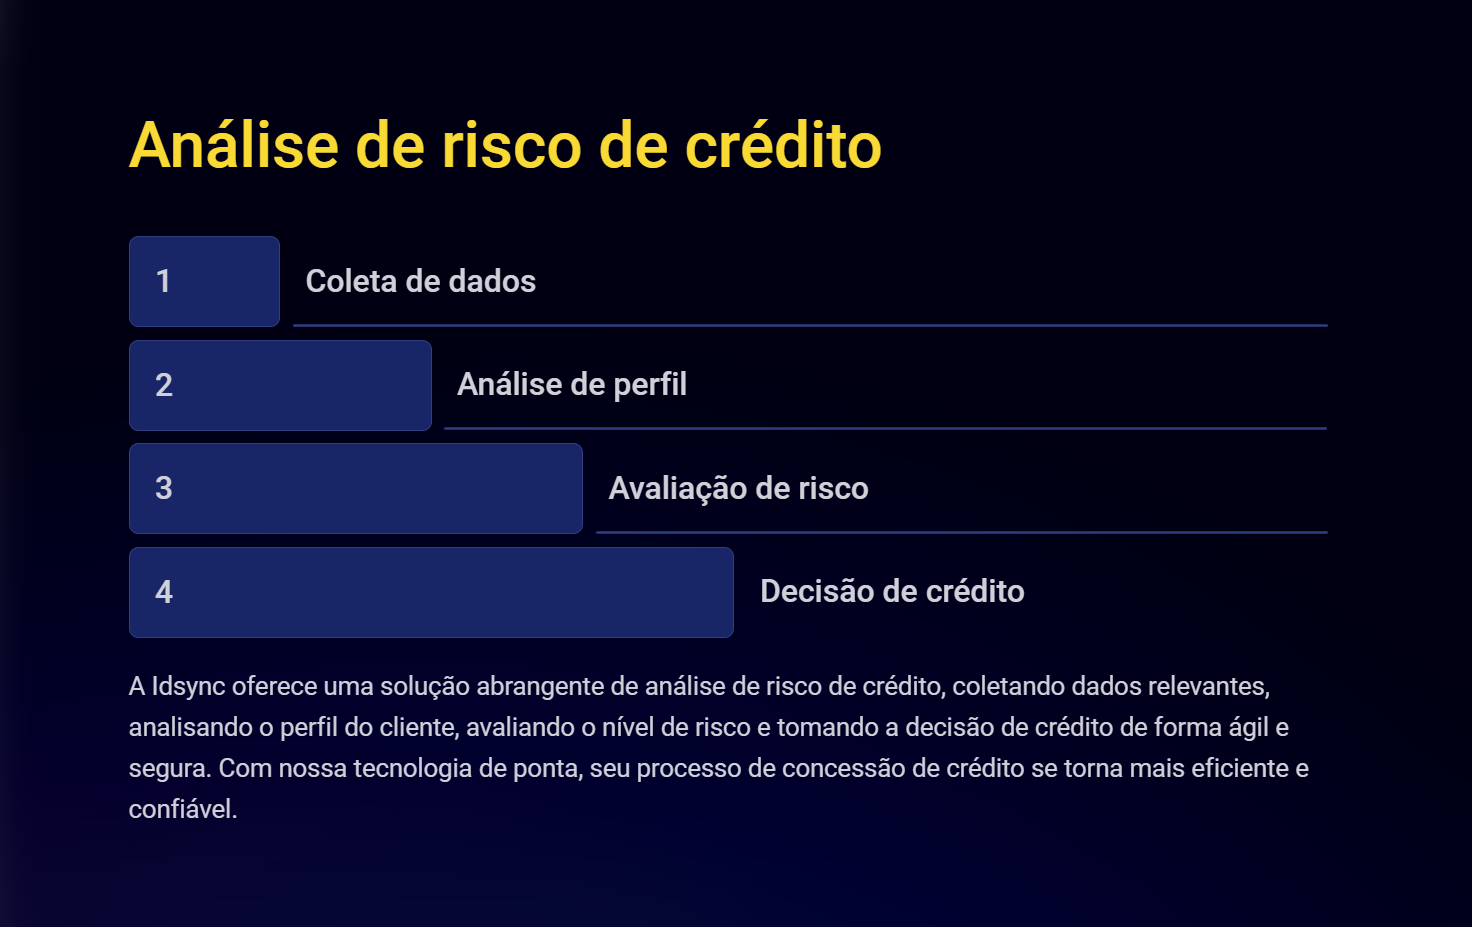 Análise de risco de crédito
1 Coleta de dados
2 Análise de perfil
3 Avaliação de risco
4 Decisão de crédito
A Idsync oferece uma solução abrangente de análise de risco de crédito, coletando dados relevantes,
analisando o perfil do cliente, avaliando o nível de risco e tomando a decisão de crédito de forma ágil e
segura. Com nossa tecnologia de ponta, seu processo de concessão de crédito se torna mais eficiente e
confiável.